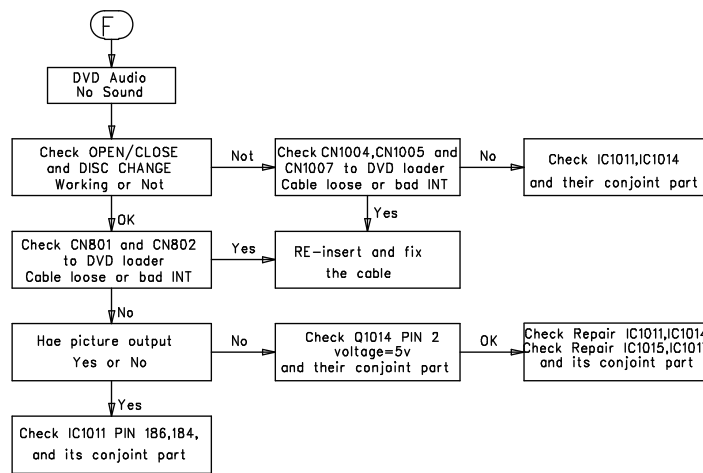 F
DVD Audio
No Sound
Check OPEN/CLOSE
and DISC CHANGE
Working or Not
Not
Check CN1004,CN1005 and
CN1007 to DVD loader
Cable loose or bad INT
No
Check IC1011,IC1014
and their conjoint part
OK
Yes
Check CN801 and CN802
to DVD loader
Cable loose or bad INT
Yes
RE-insert and fix
the cable
No
Hae picture output
Yes or No
No
Check Q1014 PIN 2
voltage=5v
and their conjoint part
OK
Check Repair IC1011,IC1014
Check Repair IC1015,IC101
and its conjoint part
Yes
Check IC1011 PIN 186,184,
and its conjoint part